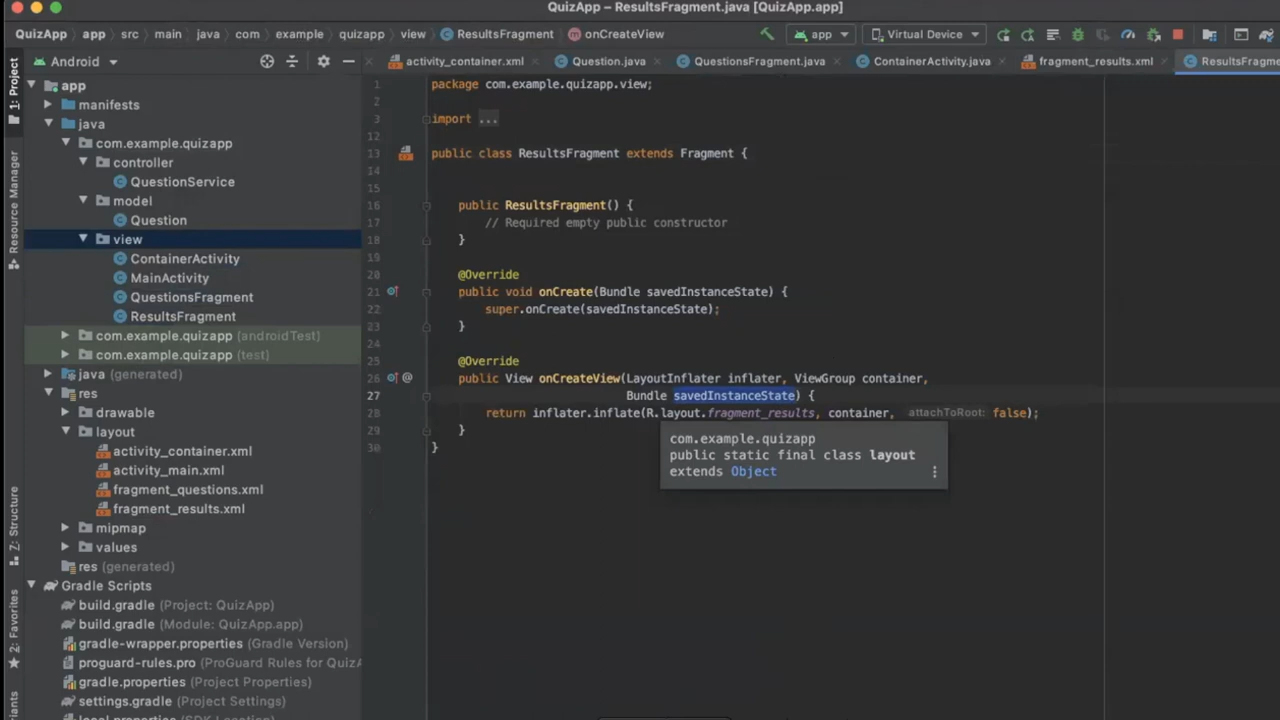 QuizApp – ResultsFragment.java [QuizApp.app]
QuizApp app src main java com example quizapp view ResultsFragment onCreateView app Virtual Device
Android
activity_container.xml Question.java QuestionsFragment.java ContainerActivity.java fragment_results.xml ResultsFragme
1: Project
Resource Manager
Z: Structure
2: Favorites
app
manifests
java
com.example.quizapp
controller
QuestionService
model
Question
view
ContainerActivity
MainActivity
QuestionsFragment
ResultsFragment
com.example.quizapp (androidTest)
com.example.quizapp (test)
java (generated)
res
drawable
layout
activity_container.xml
activity_main.xml
fragment_questions.xml
fragment_results.xml
mipmap
values
res (generated)
Gradle Scripts
build.gradle (Project: QuizApp)
build.gradle (Module: QuizApp.app)
gradle-wrapper.properties (Gradle Version)
proguard-rules.pro (ProGuard Rules for QuizA
gradle.properties (Project Properties)
settings.gradle (Project Settings)
1 package com.example.quizapp.view;
2
3 import ...
12
13 public class ResultsFragment extends Fragment {
14
15
16 public ResultsFragment() {
17 // Required empty public constructor
18 }
19
20 @Override
21 public void onCreate(Bundle savedInstanceState) {
22 super.onCreate(savedInstanceState);
23 }
24
25 @Override
26 @ public View onCreateView(LayoutInflater inflater, ViewGroup container,
27 Bundle savedInstanceState) {
28 return inflater.inflate(R.layout.fragment_results, container, attachToRoot: false);
29 }
30 }
com.example.quizapp
public static final class layout
extends Object